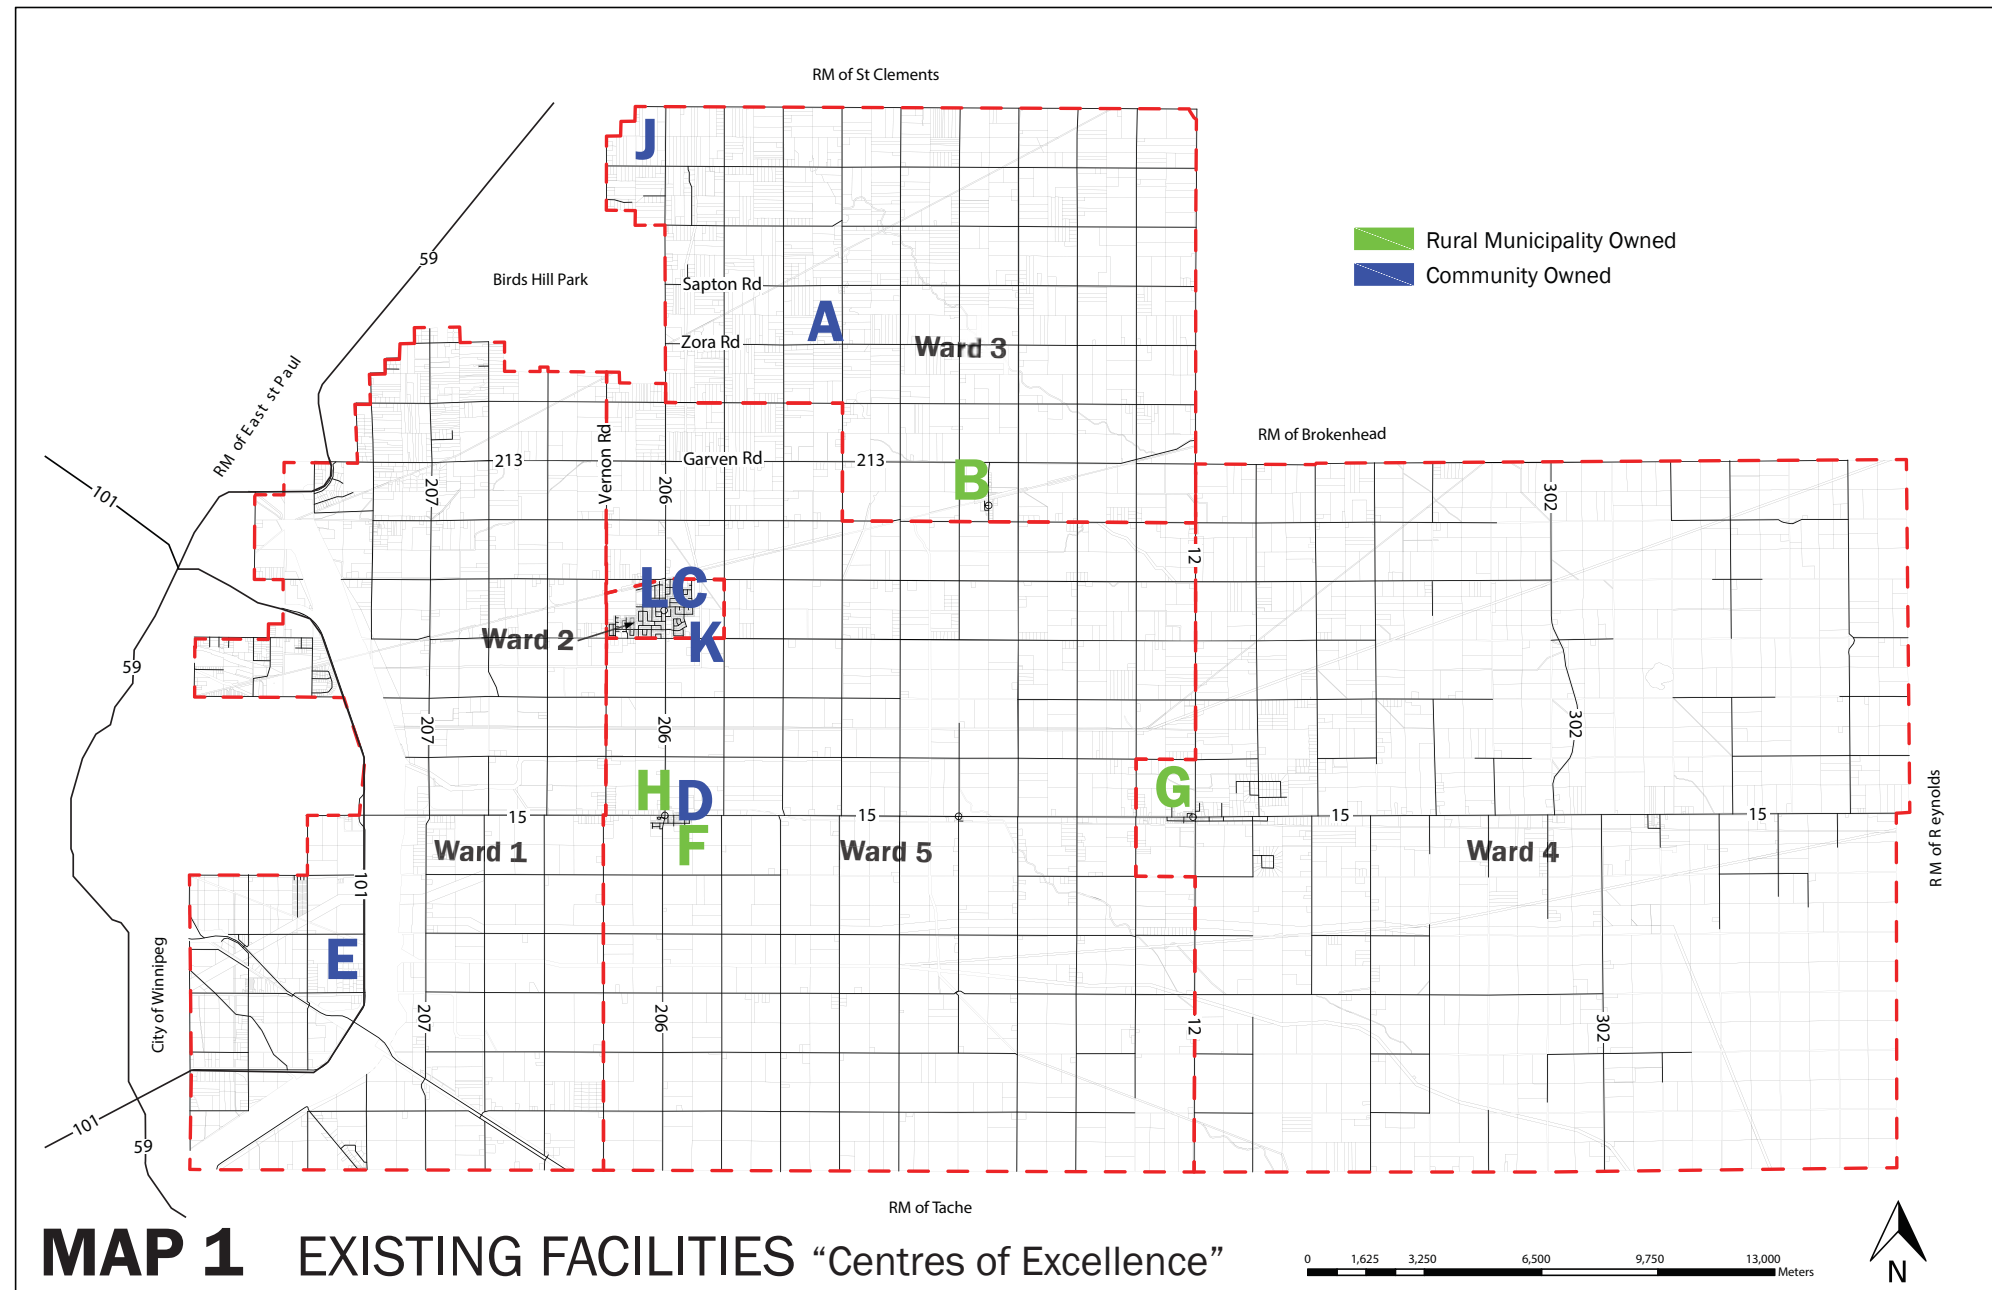 RM of St Clements
J
59
Birds Hill Park
Sapton Rd
Rural Municipality Owned
Community Owned
A
Zora Rd
Ward 3
RM of East st Paul
RM of Brokenhead
213
Vernon Rd
Garven Rd
213
B
101
207
206
302
12
L
C
Ward 2
K
59
207
206
302
H
D
G
15
15
15
15
F
Ward 1
Ward 5
Ward 4
RM of Reynolds
101
E
City of Winnipeg
207
206
12
302
101
59
RM of Tache
MAP 1 EXISTING FACILITIES “Centres of Excellence”
0 1,625 3,250 6,500 9,750 13,000
Meters
N